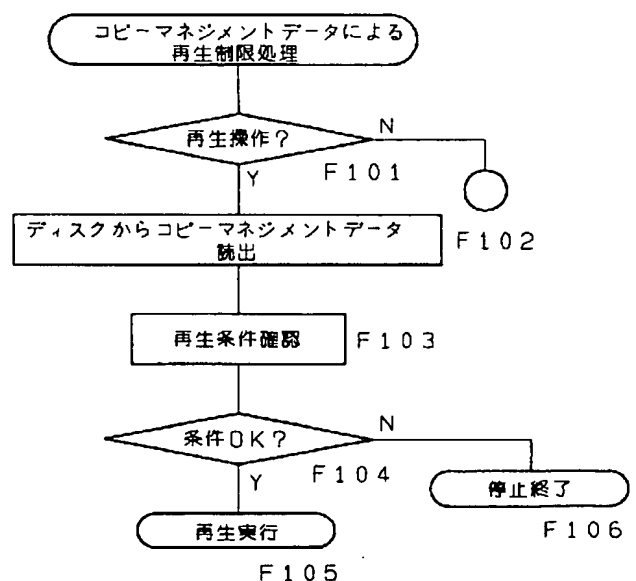 コピーマネジメントデータによる
再生制限処理
再生操作?
N
Y
F101
ディスクからコピーマネジメントデータ
読出
F102
再生条件確認
F103
条件OK?
N
Y
F104
停止終了
再生実行
F106
F105